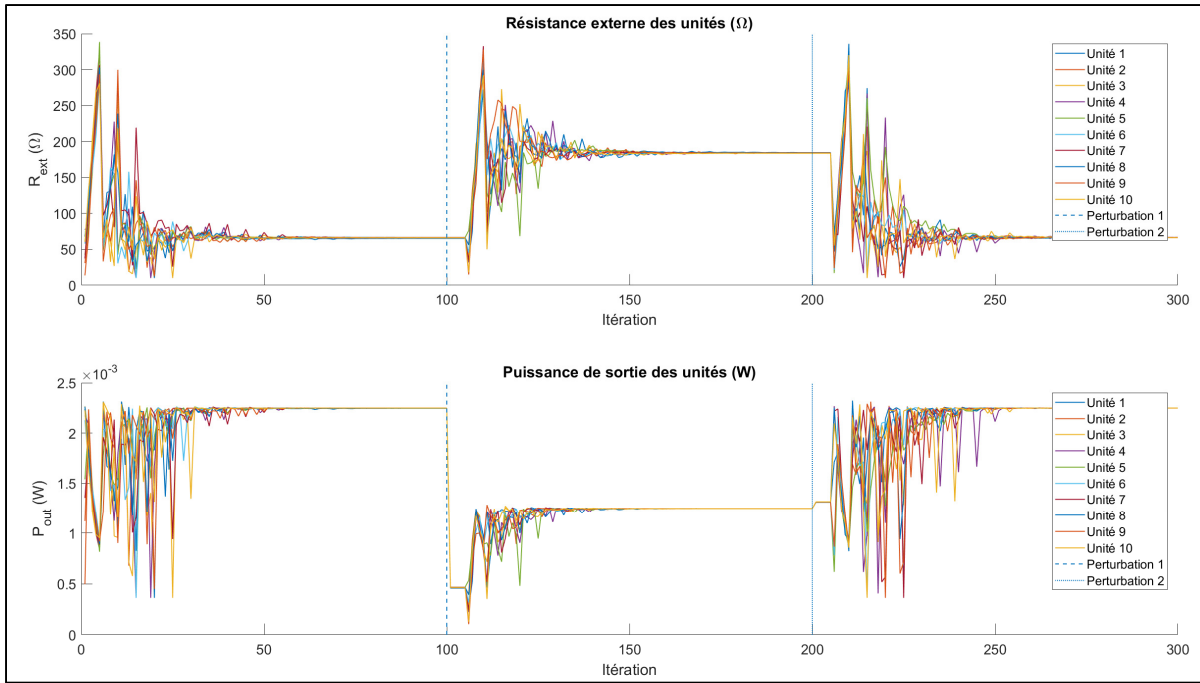 Résistance externe des unités (Ω)
350
300
250
200
150
100
50
0
R_ext (Ω)
0
50
100
150
200
250
300
Itération
Unité 1
Unité 2
Unité 3
Unité 4
Unité 5
Unité 6
Unité 7
Unité 8
Unité 9
Unité 10
Perturbation 1
Perturbation 2
Puissance de sortie des unités (W)
×10⁻³
2.5
2
1.5
1
0.5
0
P_out (W)
0
50
100
150
200
250
300
Itération
Unité 1
Unité 2
Unité 3
Unité 4
Unité 5
Unité 6
Unité 7
Unité 8
Unité 9
Unité 10
Perturbation 1
Perturbation 2